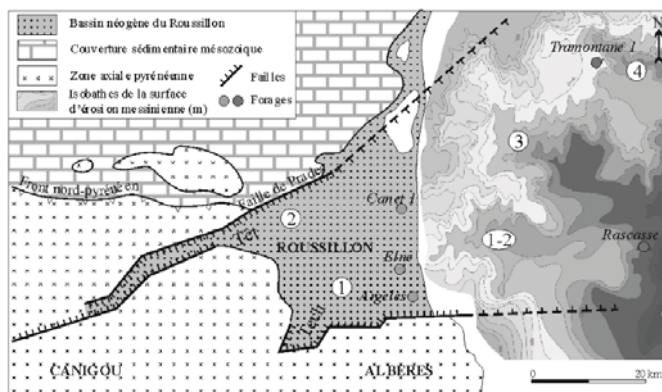 Bassin néogène du Roussillon
Couverture sédimentaire mésozoïque
Zone axiale pyrénéenne
Failles
Isobathes de la surface
d'érosion messinienne (m)
Forages
N
Tramontane 1
4
3
Front nord-pyrénéen
Faille de Prades
Canet 1
2
Têt
1-2
ROUSSILLON
Rascasse
Elne
1
Argelès
Tech
CANIGOU
ALBÈRES
0 20 km